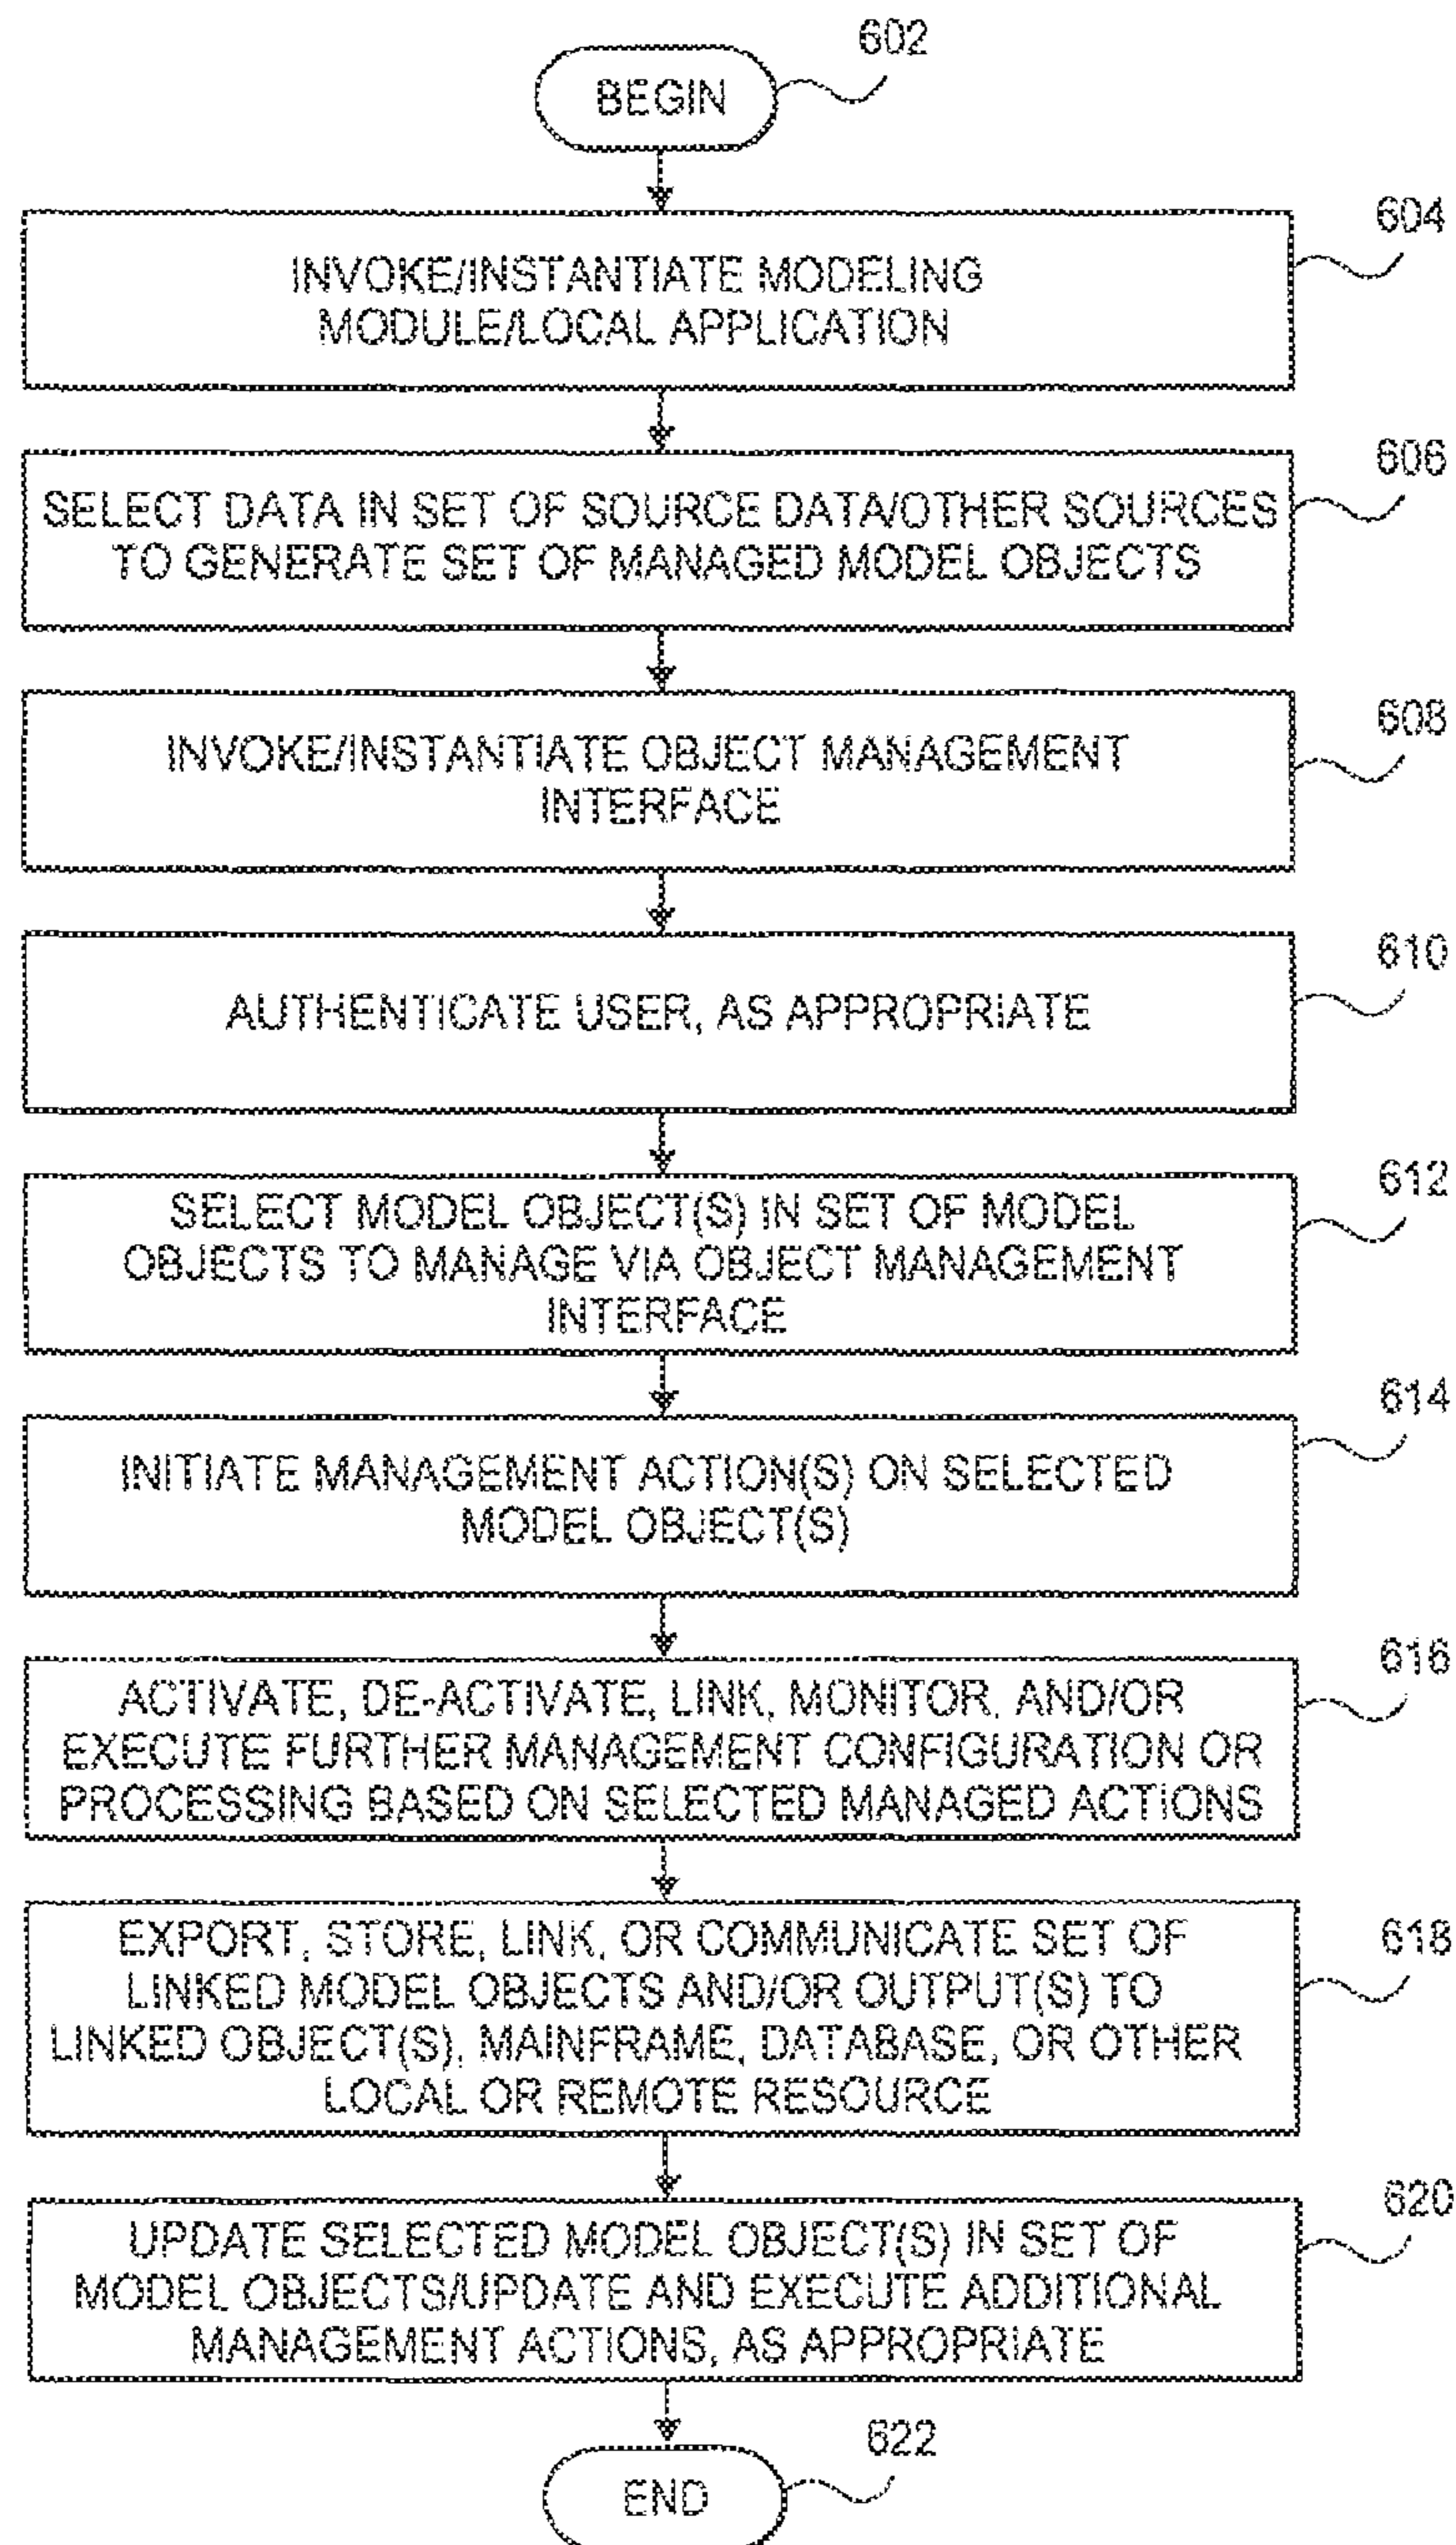 602
BEGIN
604
INVOKE/INSTANTIATE MODELING
MODULE/LOCAL APPLICATION
606
SELECT DATA IN SET OF SOURCE DATA/OTHER SOURCES
TO GENERATE SET OF MANAGED MODEL OBJECTS
608
INVOKE/INSTANTIATE OBJECT MANAGEMENT
INTERFACE
610
AUTHENTICATE USER, AS APPROPRIATE
612
SELECT MODEL OBJECT(S) IN SET OF MODEL
OBJECTS TO MANAGE VIA OBJECT MANAGEMENT
INTERFACE
614
INITIATE MANAGEMENT ACTION(S) ON SELECTED
MODEL OBJECT(S)
616
ACTIVATE, DE-ACTIVATE, LINK, MONITOR, AND/OR
EXECUTE FURTHER MANAGEMENT CONFIGURATION OR
PROCESSING BASED ON SELECTED MANAGED ACTIONS
618
EXPORT, STORE, LINK, OR COMMUNICATE SET OF
LINKED MODEL OBJECTS AND/OR OUTPUT(S) TO
LINKED OBJECT(S), MAINFRAME, DATABASE, OR OTHER
LOCAL OR REMOTE RESOURCE
620
UPDATE SELECTED MODEL OBJECT(S) IN SET OF
MODEL OBJECTS/UPDATE AND EXECUTE ADDITIONAL
MANAGEMENT ACTIONS, AS APPROPRIATE
622
END